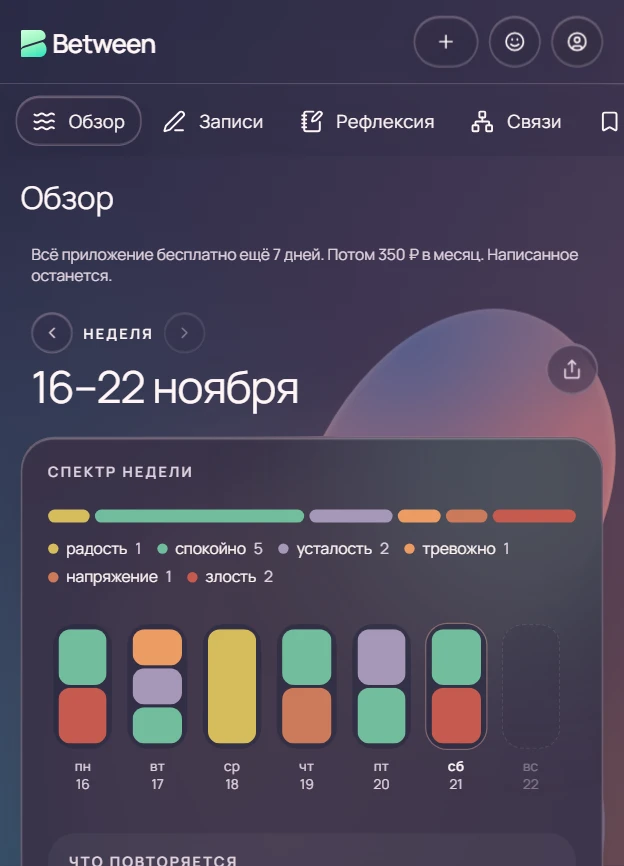 Between
Обзор Записи Рефлексия Связи
Обзор
Всё приложение бесплатно ещё 7 дней. Потом 350 ₽ в месяц. Написанное
останется.
НЕДЕЛЯ
16–22 ноября
СПЕКТР НЕДЕЛИ
радость 1 спокойно 5 усталость 2 тревожно 1
напряжение 1 злость 2
пн вт ср чт пт сб вс
16 17 18 19 20 21 22
ЧТО ПОВТОРЯЕТСЯ